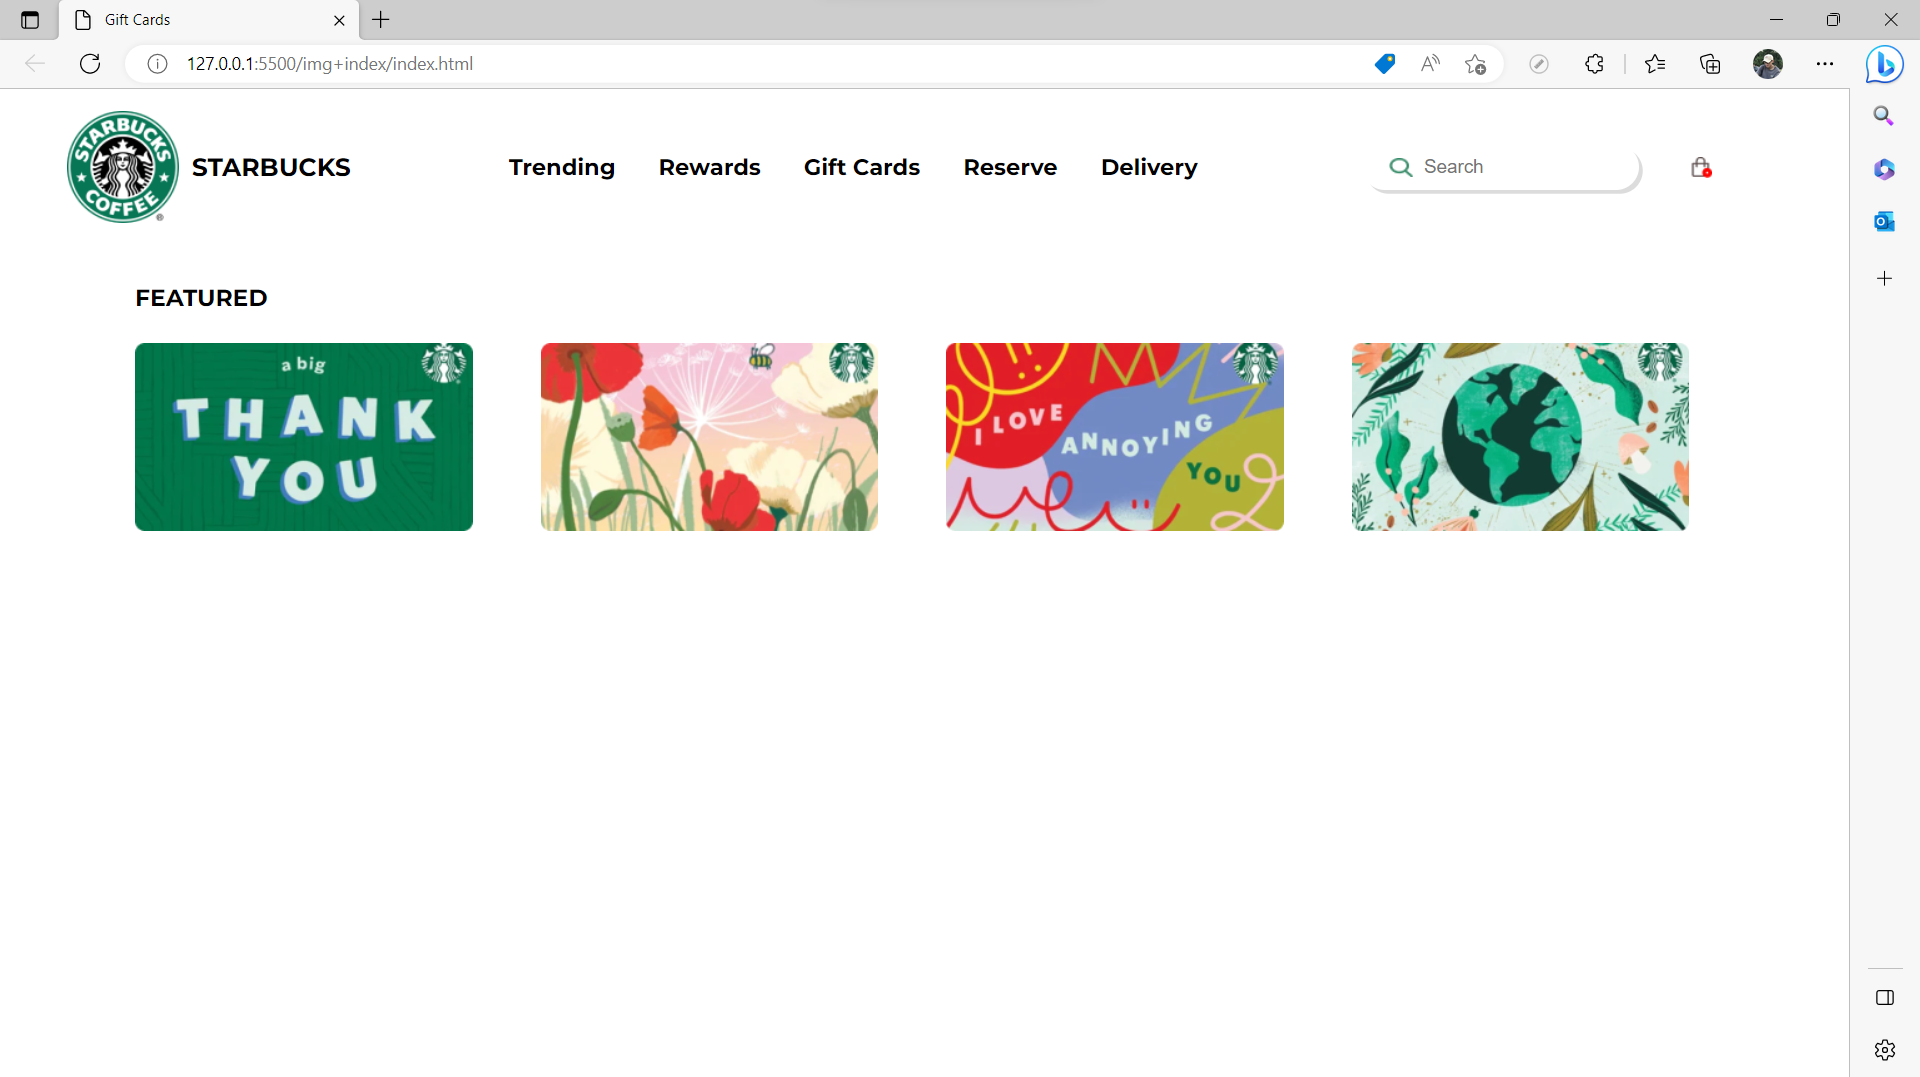 Gift Cards
127.0.0.1:5500/img+index/index.html
STARBUCKS
COFFEE
®
STARBUCKS
Trending
Rewards
Gift Cards
Reserve
Delivery
Search
FEATURED
a big
THANK
YOU
I LOVE
ANNOYING
YOU